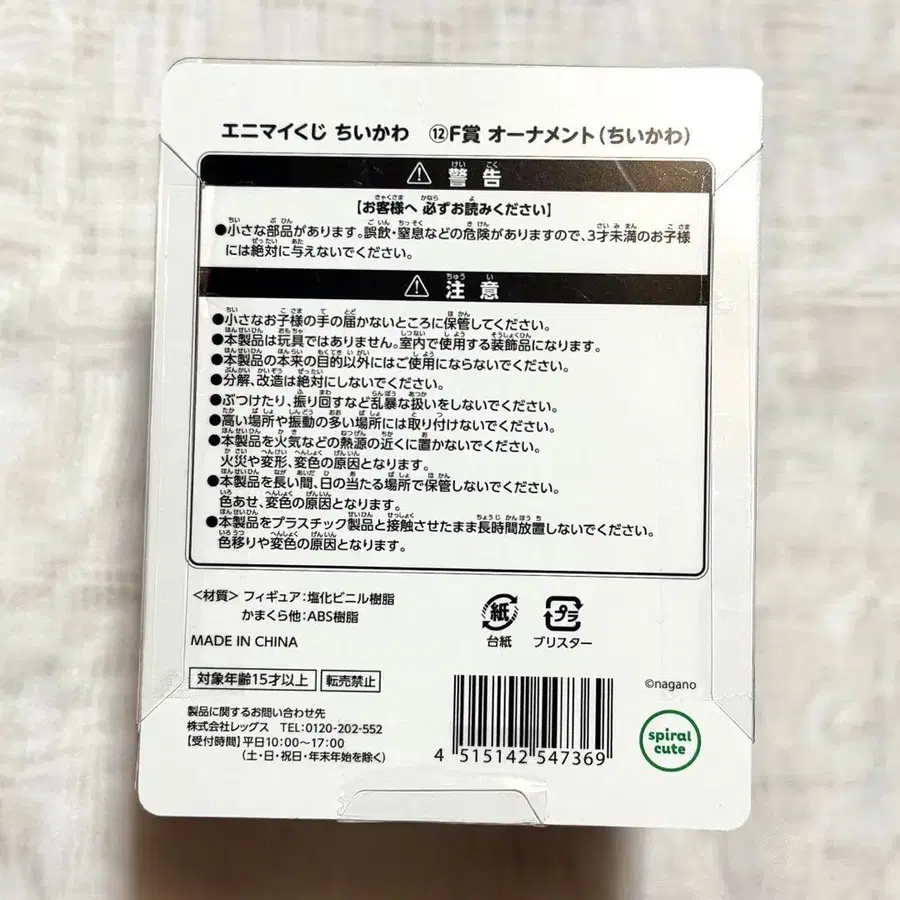 エニマイくじ ちいかわ ⑫F賞 オーナメント(ちいかわ)
警告
【お客様へ 必ずお読みください】
●小さな部品があります。誤飲・窒息などの危険がありますので、3才未満のお子様
には絶対に与えないでください。
注意
●小さなお子様の手の届かないところに保管してください。
●本製品は玩具ではありません。室内で使用する装飾品になります。
●本製品の本来の目的以外にはご使用にならないでください。
●分解、改造は絶対にしないでください。
●ぶつけたり、振り回すなど乱暴な扱いをしないでください。
●高い場所や振動の多い場所には取り付けないでください。
●本製品を火気などの熱源の近くに置かないでください。
火災や変形、変色の原因となります。
●本製品を長い間、日の当たる場所で保管しないでください。
色あせ、変色の原因となります。
●本製品をプラスチック製品と接触させたまま長時間放置しないでください。
色移りや変色の原因となります。
<材質> フィギュア:塩化ビニル樹脂
かまくら他:ABS樹脂
紙 プラ
台紙 ブリスター
MADE IN CHINA
対象年齢15才以上 転売禁止
©nagano
製品に関するお問い合わせ先
株式会社レッグス TEL:0120-202-552
【受付時間】平日10:00〜17:00
(土・日・祝日・年末年始を除く)
4 515142 547369
spiral
cute